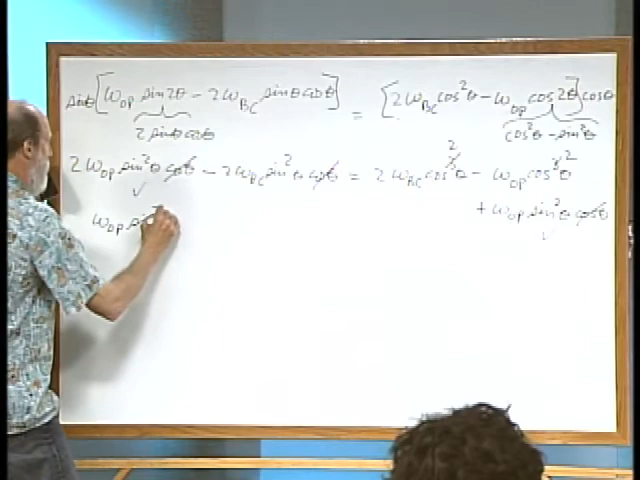 sinθ[ω_OP sin2θ − 2ω_BC sinθ cosθ] = [2ω_BC cos²θ − ω_OP cos2θ]cosθ
2 sinθ cosθ cos²θ − sin²θ
2ω_OP sin²θ cosθ − 2ω_BC sin²θ cosθ = 2ω_BC cos²θ − ω_OP cos²θ
✓ + ω_OP sin²θ cosθ
ω_OP sin² ✓